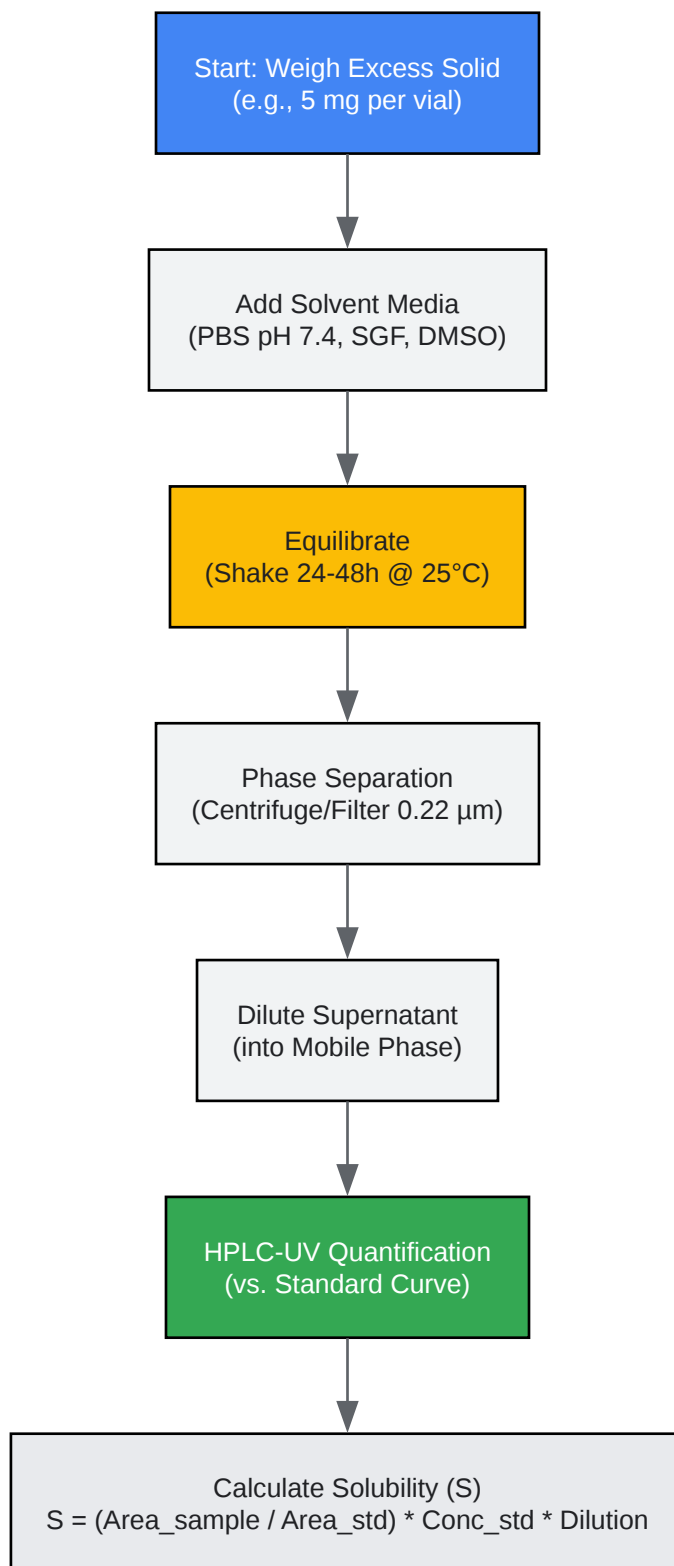 Start: Weigh Excess Solid
(e.g., 5 mg per vial)
Add Solvent Media
(PBS pH 7.4, SGF, DMSO)
Equilibrate
(Shake 24-48h @ 25°C)
Phase Separation
(Centrifuge/Filter 0.22 µm)
Dilute Supernatant
(into Mobile Phase)
HPLC-UV Quantification
(vs. Standard Curve)
Calculate Solubility (S)
S = (Area_sample / Area_std) * Conc_std * Dilution